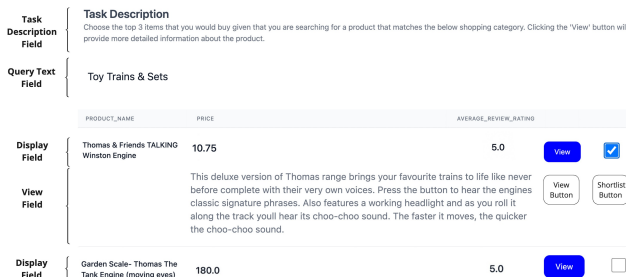 Task Description Field
Task Description
Choose the top 3 items that you would buy given that you are searching for a product that matches the below shopping category. Clicking the 'View' button wil
provide more detailed information about the product.
Query Text Field
Toy Trains & Sets
PRODUCT_NAME PRICE AVERAGE_REVIEW_RATING
Display Field
Thomas & Friends TALKING
Winston Engine
10.75
5.0
View
View Field
This deluxe version of Thomas range brings your favourite trains to life like never
before complete with their very own voices. Press the button to hear the engines
classic signature phrases. Also features a working headlight and as you roll it
along the track youll hear its choo-choo sound. The faster it moves, the quicker
the choo-choo sound.
View Button
Shortlist Button
Display Field
Garden Scale- Thomas The
Tank Engine (moving eyes)
180.0
5.0
View